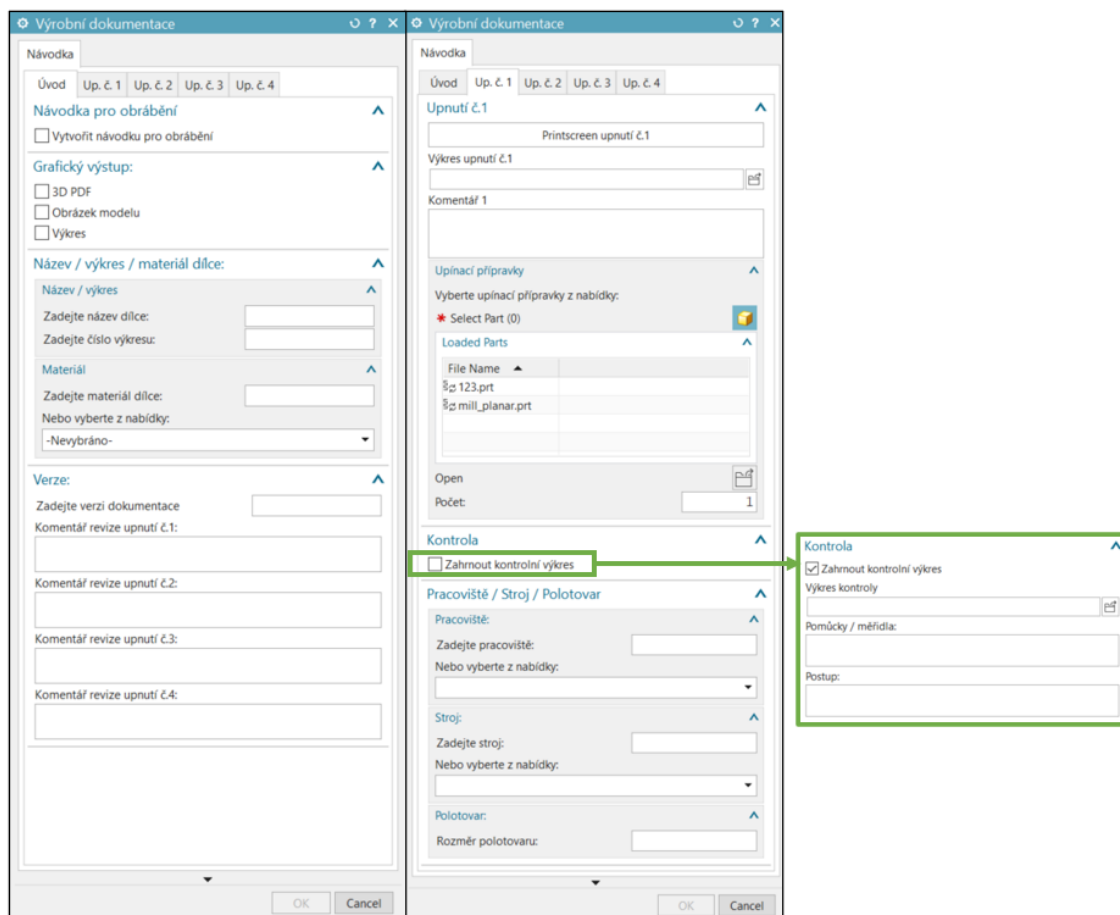 Výrobní dokumentace
Návodka
Úvod Up. č. 1 Up. č. 2 Up. č. 3 Up. č. 4
Návodka pro obrábění
Vytvořit návodku pro obrábění
Grafický výstup:
3D PDF
Obrázek modelu
Výkres
Název / výkres / materiál dílce:
Název / výkres
Zadejte název dílce:
Zadejte číslo výkresu:
Materiál
Zadejte materiál dílce:
Nebo vyberte z nabídky:
-Nevybráno-
Verze:
Zadejte verzi dokumentace
Komentář revize upnutí č.1:
Komentář revize upnutí č.2:
Komentář revize upnutí č.3:
Komentář revize upnutí č.4:
OK Cancel
Výrobní dokumentace
Návodka
Úvod Up. č. 1 Up. č. 2 Up. č. 3 Up. č. 4
Upnutí č.1
Printscreen upnutí č.1
Výkres upnutí č.1
Komentář 1
Upínací přípravky
Vyberte upínací přípravky z nabídky:
* Select Part (0)
Loaded Parts
File Name
123.prt
mill_planar.prt
Open
Počet: 1
Kontrola
Zahrnout kontrolní výkres
Pracoviště / Stroj / Polotovar
Pracoviště:
Zadejte pracoviště:
Nebo vyberte z nabídky:
Stroj:
Zadejte stroj:
Nebo vyberte z nabídky:
Polotovar:
Rozměr polotovaru:
OK Cancel
Kontrola
Zahrnout kontrolní výkres
Výkres kontroly
Pomůcky / měřidla:
Postup: